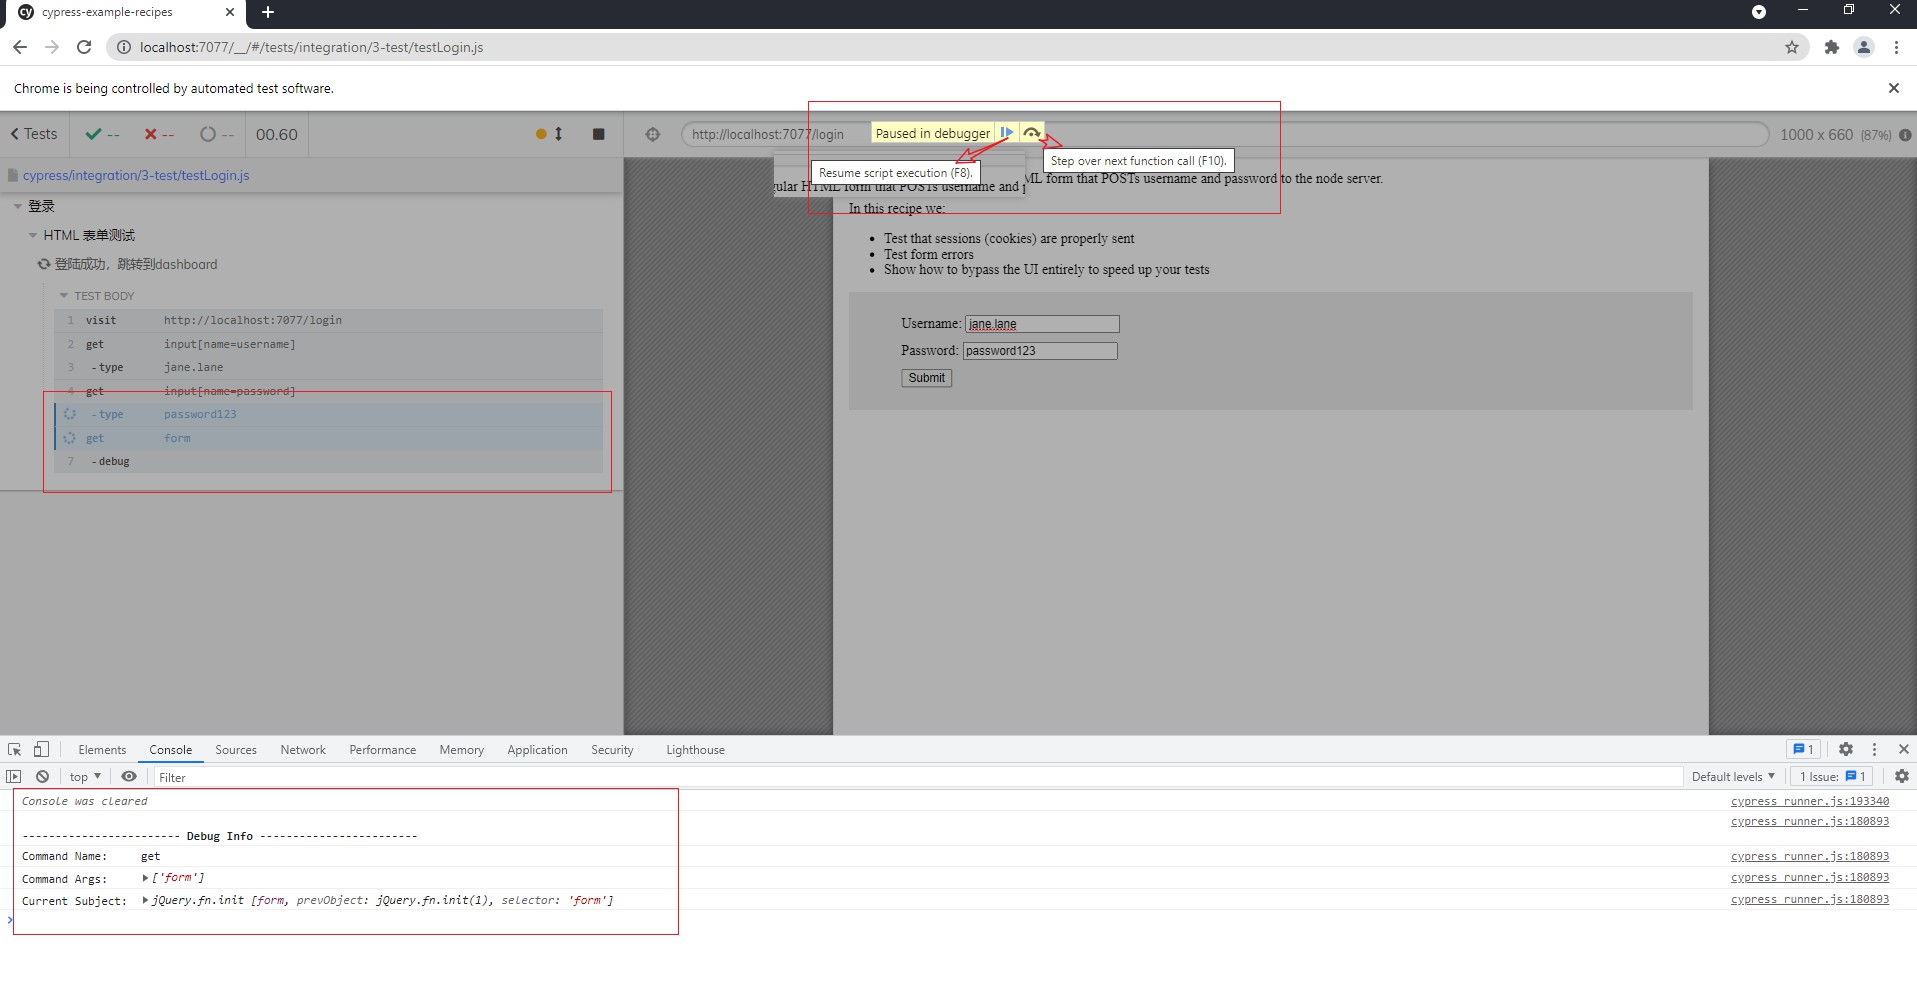 cypress-example-recipes
localhost:7077/__/#/tests/integration/3-test/testLogin.js
Chrome is being controlled by automated test software.
Tests -- -- -- 00.60
http://localhost:7077/login
Paused in debugger
1000 x 660 (87%)
Resume script execution (F8).
Step over next function call (F10).
cypress/integration/3-test/testLogin.js
gular HTML form that POSTs username and p
ML form that POSTs username and password to the node server.
In this recipe we:
Test that sessions (cookies) are properly sent
Test form errors
Show how to bypass the UI entirely to speed up your tests
Username: jane.lane
Password: password123
Submit
登录
HTML 表单测试
登陆成功，跳转到dashboard
TEST BODY
1 visit http://localhost:7077/login
2 get input[name=username]
3 -type jane.lane
4 get input[name=password]
-type password123
get form
7 -debug
Elements Console Sources Network Performance Memory Application Security Lighthouse 1
top Filter Default levels 1 Issue: 1
Console was cleared cypress_runner.js:193340
cypress_runner.js:180893
------------------------ Debug Info ------------------------
Command Name: get cypress_runner.js:180893
Command Args: ['form'] cypress_runner.js:180893
Current Subject: jQuery.fn.init [form, prevObject: jQuery.fn.init(1), selector: 'form'] cypress_runner.js:180893